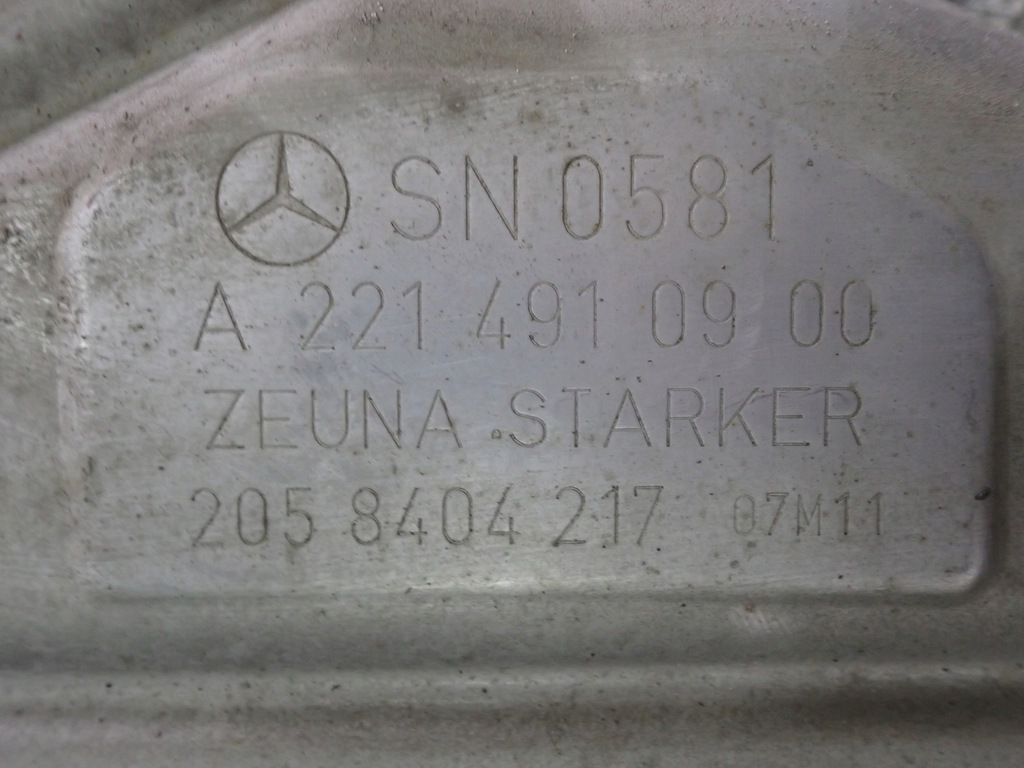 SN 0581
A 221 491 09 00
ZEUNA .STARKER
205 8404 217 07M11